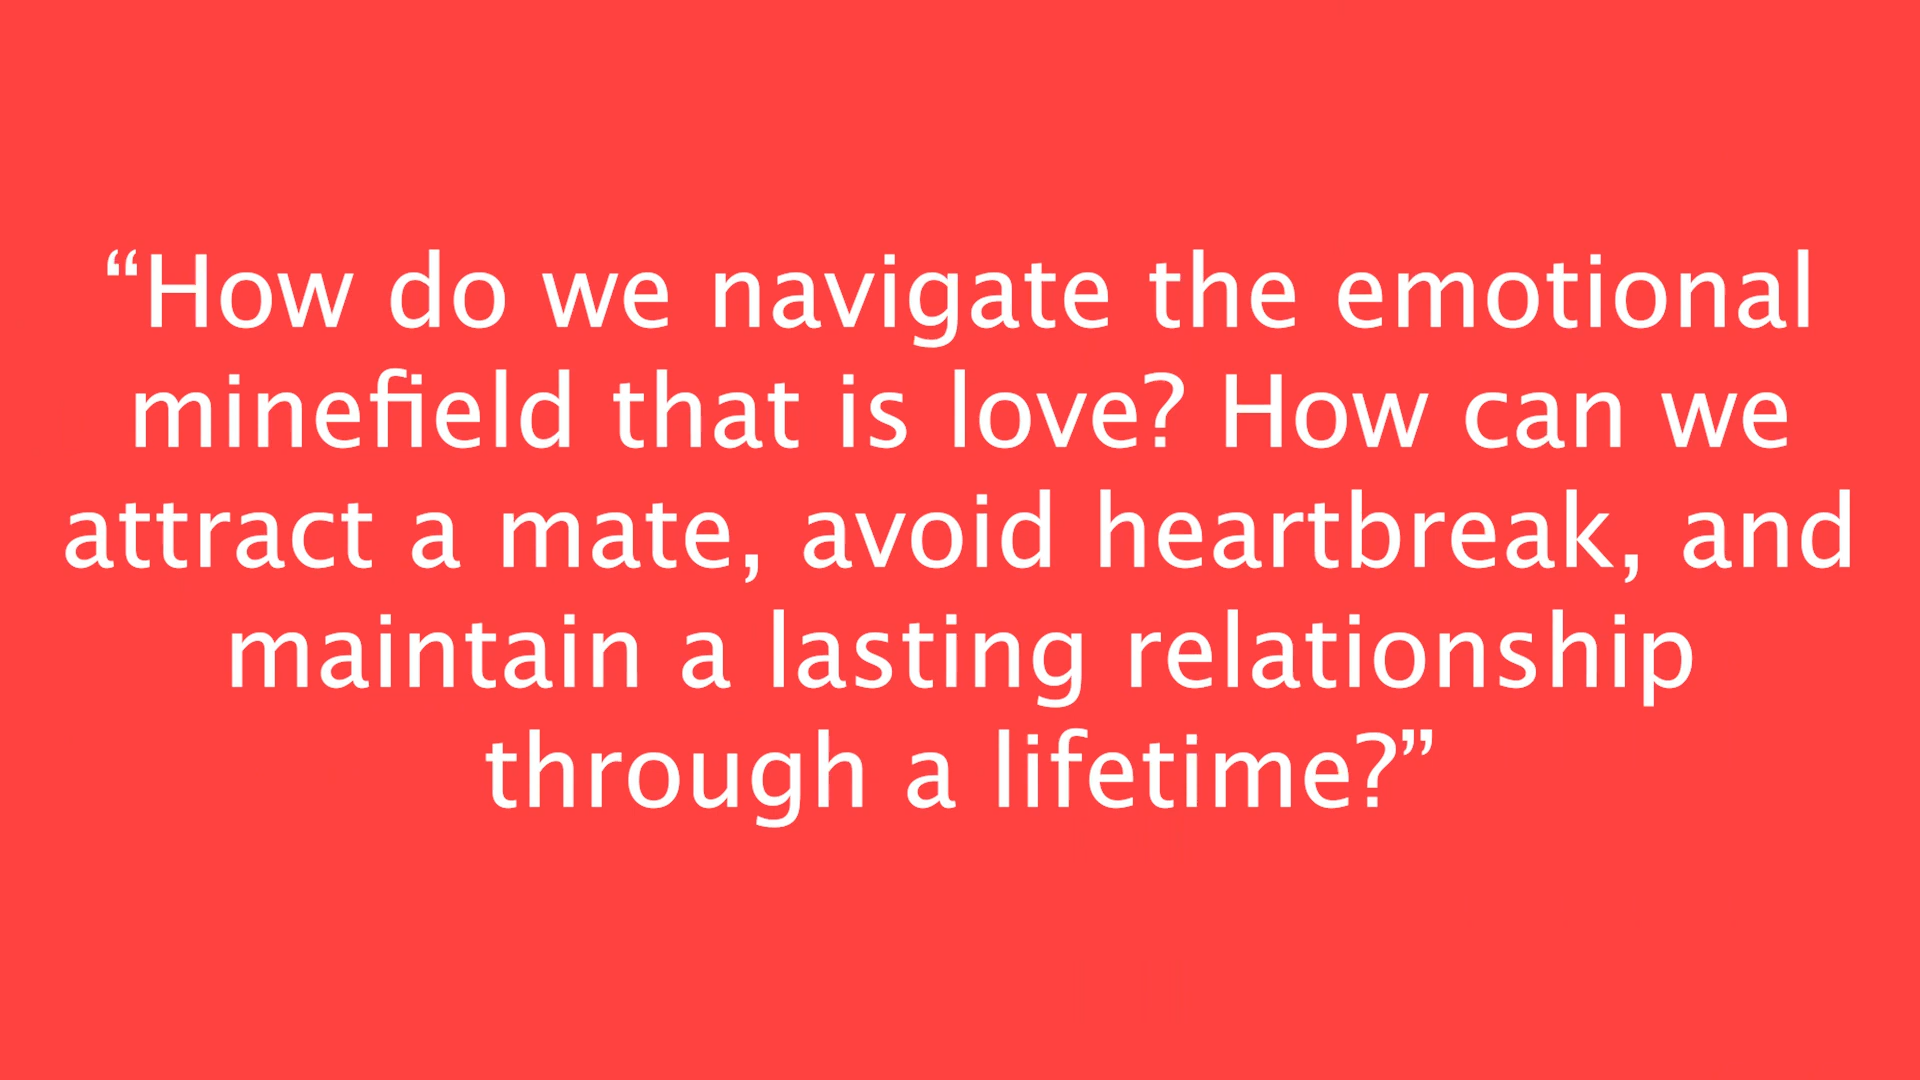 “How do we navigate the emotional
minefield that is love? How can we
attract a mate, avoid heartbreak, and
maintain a lasting relationship
through a lifetime?”